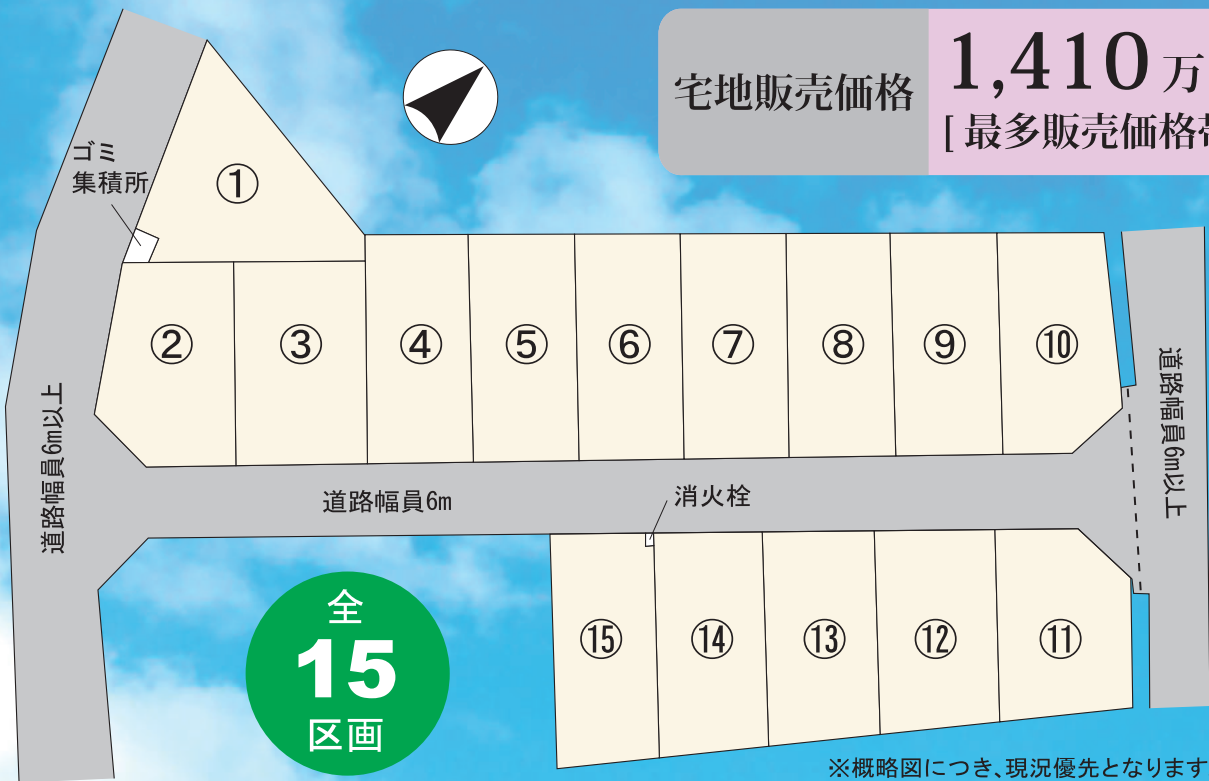 宅地販売価格
1,410万
[最多販売価格帯
ゴミ
集積所
①
②
③
④
⑤
⑥
⑦
⑧
⑨
⑩
道路幅員6m以上
道路幅員6m以上
道路幅員6m
消火栓
⑮
⑭
⑬
⑫
⑪
全
15
区画
※概略図につき、現況優先となります